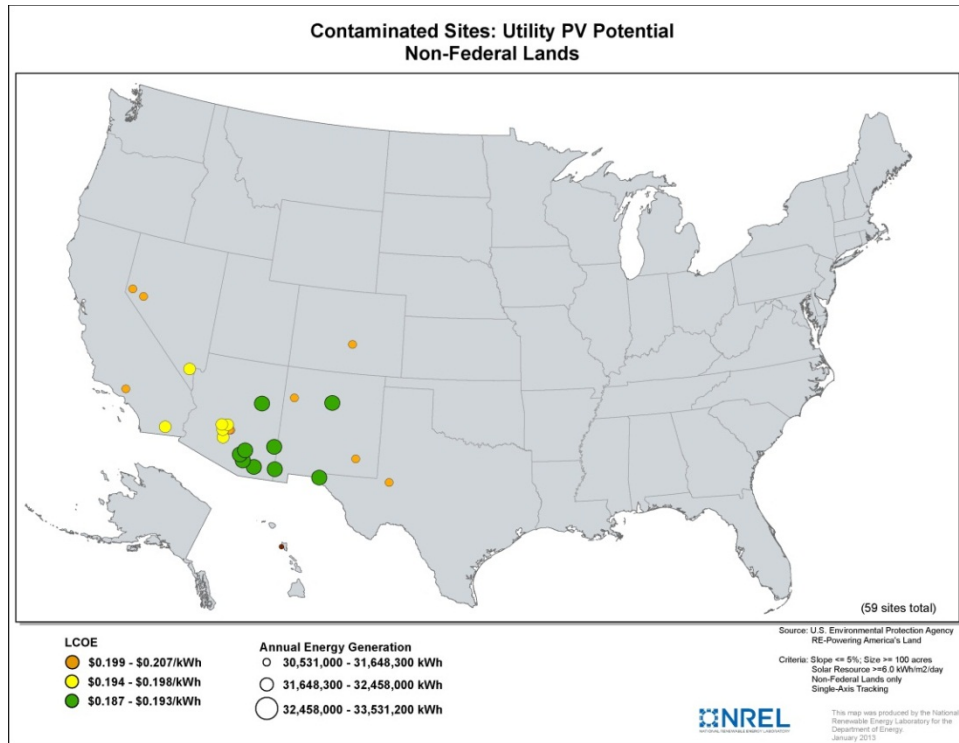 Contaminated Sites: Utility PV Potential
Non-Federal Lands
(59 sites total)
LCOE
$0.199 - $0.207/kWh
$0.194 - $0.198/kWh
$0.187 - $0.193/kWh
Annual Energy Generation
30,531,000 - 31,648,300 kWh
31,648,300 - 32,458,000 kWh
32,458,000 - 33,531,200 kWh
Source: U.S. Environmental Protection Agency
RE-Powering America's Land
Criteria: Slope <= 5%; Size >= 100 acres
Solar Resource >=6.0 kWh/m2/day
Non-Federal Lands only
Single-Axis Tracking
NREL
NATIONAL RENEWABLE ENERGY LABORATORY
This map was produced by the National
Renewable Energy Laboratory for the
Department of Energy.
January 2013